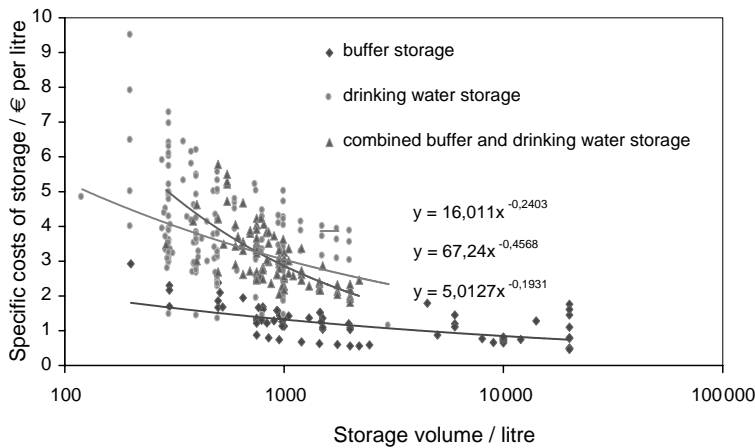 Specific costs of storage / € per litre
10
9
8
7
6
5
4
3
2
1
0
buffer storage
drinking water storage
combined buffer and drinking water storage
y = 16,011x^-0,2403
y = 67,24x^-0,4568
y = 5,0127x^-0,1931
100 1000 10000 100000
Storage volume / litre